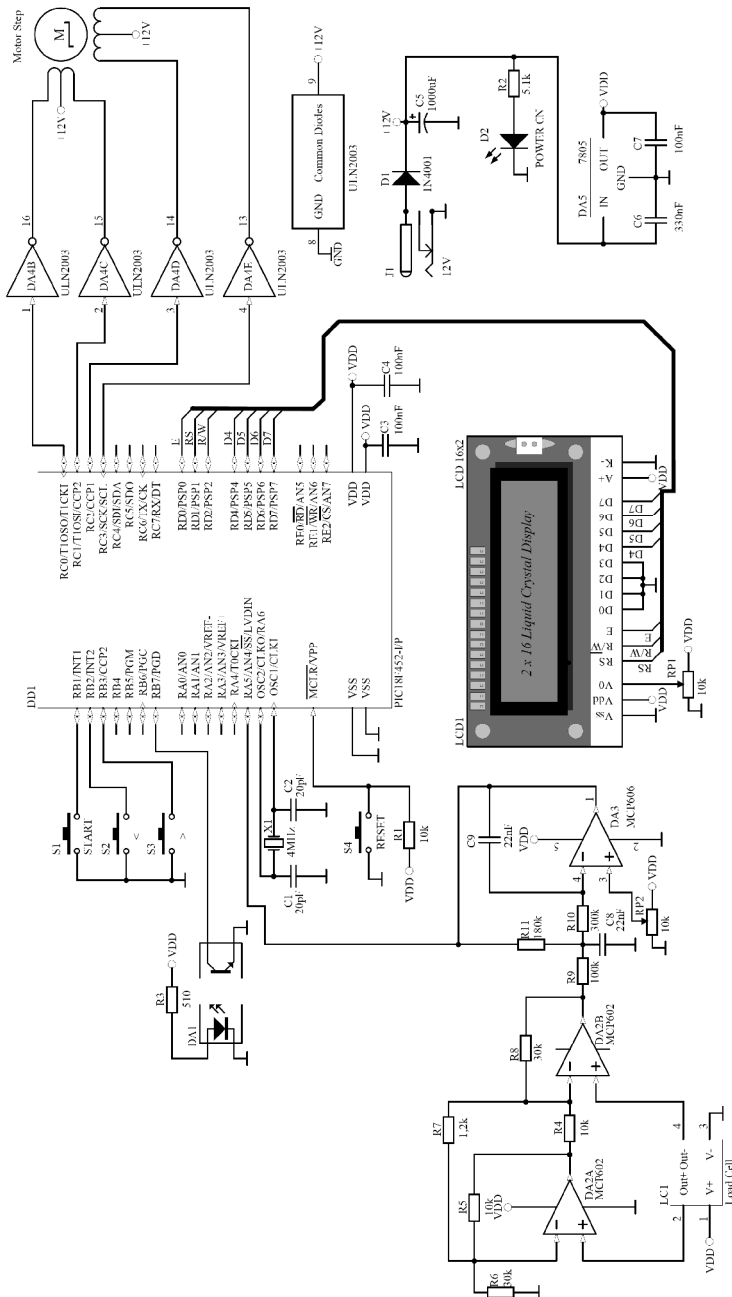 Motor Step
M
+12V
+12V
16
15
14
13
DA4B
DA4C
DA4D
DA4E
ULN2003
ULN2003
ULN2003
ULN2003
1
2
3
4
8
GND
GND Common Diodes
ULN2003
9
+12V
J1
12V
D1
1N4001
+12V
C5
1000uF
R2
5.1k
D2
POWER CN
DA5 7805
IN OUT
GND
VDD
C6
330nF
C7
100nF
DD1
PIC18F452-I/P
RC0/T1OSO/T1CKI
RC1/T1OSI/CCP2
RC2/CCP1
RC3/SCK/SCL
RC4/SDI/SDA
RC5/SDO
RC6/TX/CK
RC7/RX/DT
RD0/PSP0
RD1/PSP1
RD2/PSP2
RD4/PSP4
RD5/PSP5
RD6/PSP6
RD7/PSP7
RE0/RD/AN5
RE1/WR/AN6
RE2/CS/AN7
VDD
VDD
E
RS
R/W
D4
D5
D6
D7
VDD
C4
100nF
VDD
C3
100nF
RB1/INT1
RB2/INT2
RB3/CCP2
RB4
RB5/PGM
RB6/PGC
RB7/PGD
RA0/AN0
RA1/AN1
RA2/AN2/VREF-
RA3/AN3/VREF+
RA4/T0CKI
RA5/AN4/SS/LVDIN
OSC2/CLKO/RA6
OSC1/CLKI
MCLR/VPP
VSS
VSS
S1
START
S2
<
S3
>
C1
20pF
X1
4MHz
C2
20pF
S4
RESET
R1
10k
VDD
VDD
R3
510
DA1
LCD1
LCD 16x2
2 x 16 Liquid Crystal Display
Vss
Vdd
V0
RS
R/W
E
D0
D1
D2
D3
D4
D5
D6
D7
A+
K-
RS
R/W
E
D4
D5
D6
D7
VDD
VDD
RP1
10k
VDD
C9
22nF
VDD
5
4
3
1
2
DA3
MCP606
R11
180k
R10
300k
C8
22nF
RP2
10k
VDD
R9
100k
R8
30k
DA2B
MCP602
R7
1,2k
R4
10k
R5
10k
VDD
DA2A
MCP602
R6
30k
LC1
Out+ Out-
V+ V-
Load Cell
2
4
1
3
VDD